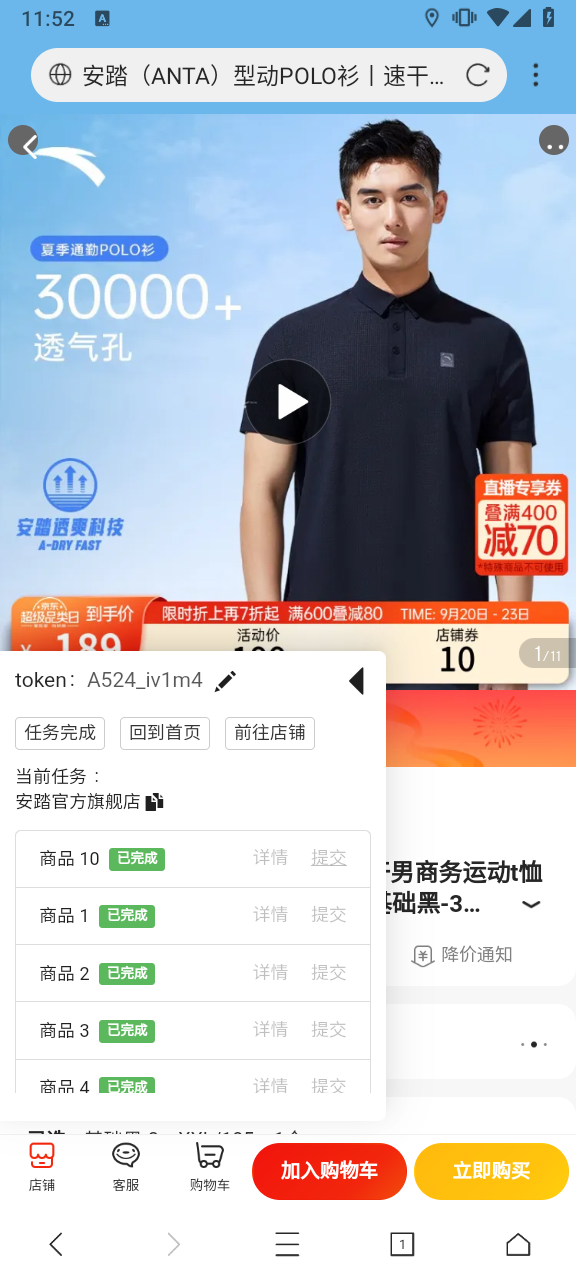 11:52
A
安踏（ANTA）型动POLO衫丨速干...
夏季通勤POLO衫
30000+
透气孔
安踏透爽科技
A-DRY FAST
直播专享券
叠满400
减70
*特殊商品不可使用
京东
超级品类日
到手价
限时折上再7折起 满600叠减80
TIME: 9月20日 - 23日
¥189
活动价
店铺券
10
1/11
token： A524_iv1m4
任务完成
回到首页
前往店铺
当前任务：
安踏官方旗舰店
商品 10 已完成 详情 提交
商品 1 已完成 详情 提交
商品 2 已完成 详情 提交
商品 3 已完成 详情 提交
商品 4 已完成 详情 提交
男商务运动t恤
基础黑-3...
降价通知
店铺
客服
购物车
加入购物车
立即购买
1